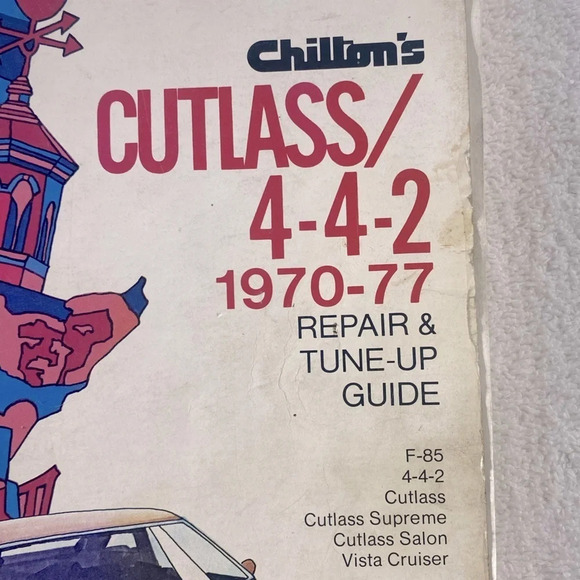 Chilton's
CUTLASS/
4-4-2
1970-77
REPAIR &
TUNE-UP
GUIDE
F-85
4-4-2
Cutlass
Cutlass Supreme
Cutlass Salon
Vista Cruiser